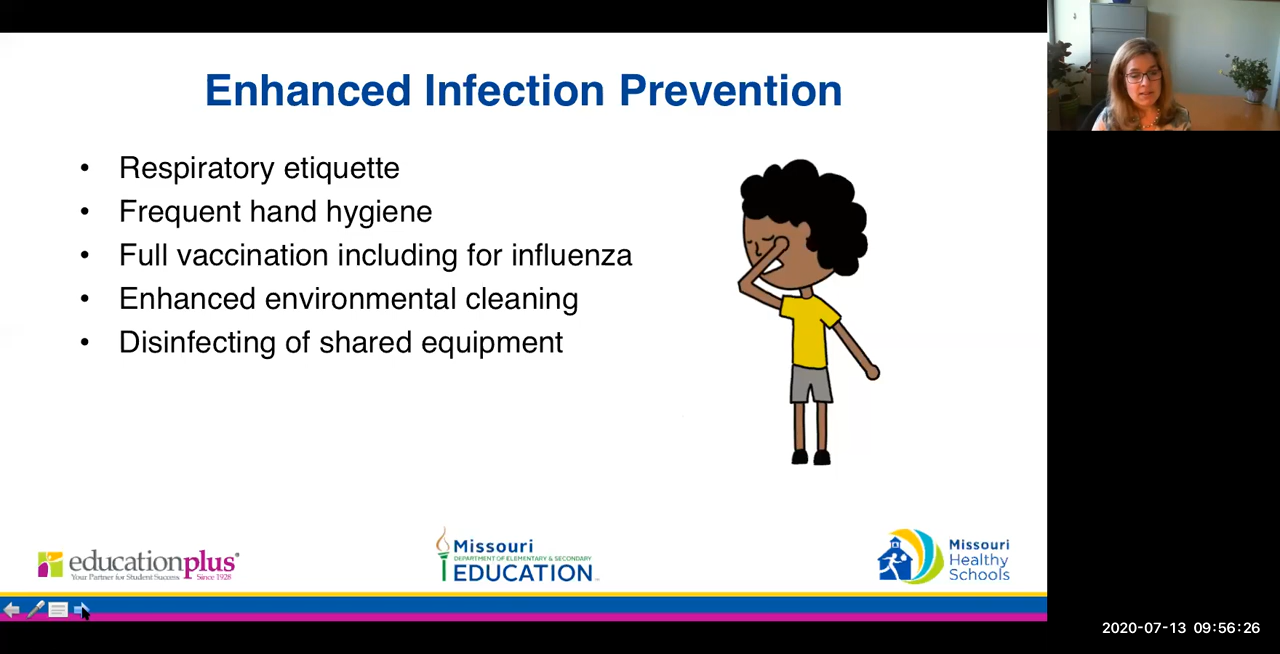 Enhanced Infection Prevention
• Respiratory etiquette
• Frequent hand hygiene
• Full vaccination including for influenza
• Enhanced environmental cleaning
• Disinfecting of shared equipment
educationplus®
Your Partner for Student Success Since 1928
Missouri
DEPARTMENT OF ELEMENTARY & SECONDARY
EDUCATION
Missouri
Healthy
Schools
2020-07-13 09:56:26